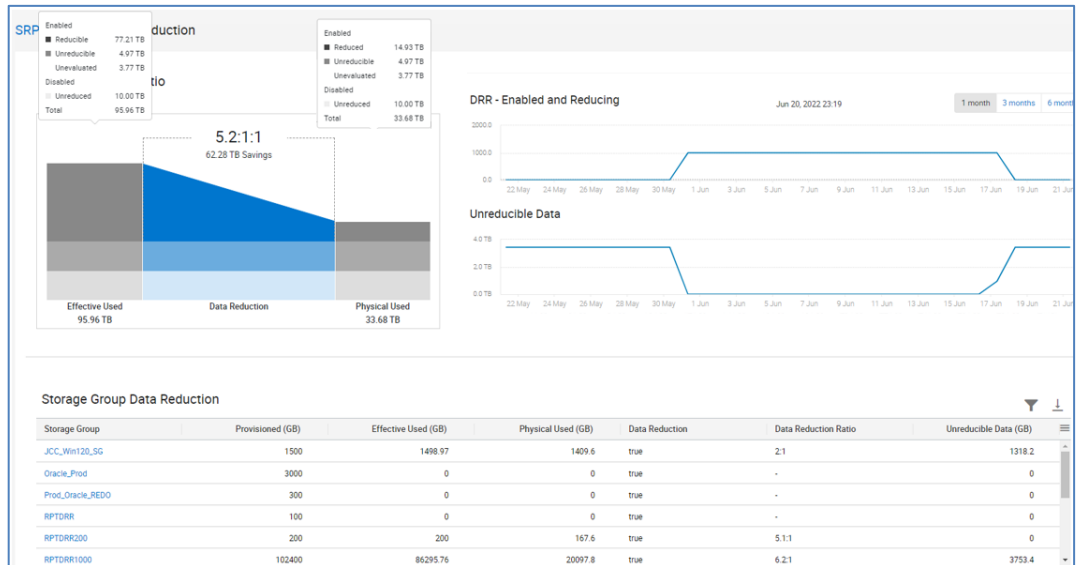 SRP
duction
Enabled
Reducible 77.21 TB
Unreducible 4.97 TB
Unevaluated 3.77 TB
Disabled
Unreduced 10.00 TB
Total 95.96 TB
Enabled
Reduced 14.93 TB
Unreducible 4.97 TB
Unevaluated 3.77 TB
Disabled
Unreduced 10.00 TB
Total 33.68 TB
tio
5.2:1:1
62.28 TB Savings
Effective Used Data Reduction Physical Used
95.96 TB 33.68 TB
DRR - Enabled and Reducing Jun 20, 2022 23:19 1 month 3 months 6 mont
2000.0
1000.0
0.0
22 May 24 May 26 May 28 May 30 May 1 Jun 3 Jun 5 Jun 7 Jun 9 Jun 11 Jun 13 Jun 15 Jun 17 Jun 19 Jun 21 Jun
Unreducible Data
4.0 TB
2.0 TB
0.0 TB
22 May 24 May 26 May 28 May 30 May 1 Jun 3 Jun 5 Jun 7 Jun 9 Jun 11 Jun 13 Jun 15 Jun 17 Jun 19 Jun 21 Jun
Storage Group Data Reduction
Storage Group Provisioned (GB) Effective Used (GB) Physical Used (GB) Data Reduction Data Reduction Ratio Unreducible Data (GB)
JCC_Win120_SG 1500 1498.97 1409.6 true 2:1 1318.2
Oracle_Prod 3000 0 0 true - 0
Prod_Oracle_REDO 300 0 0 true - 0
RPTDRR 100 0 0 true - 0
RPTDRR200 200 200 167.6 true 5.1:1 0
RPTDRR1000 102400 86295.76 20097.8 true 6.2:1 3753.4